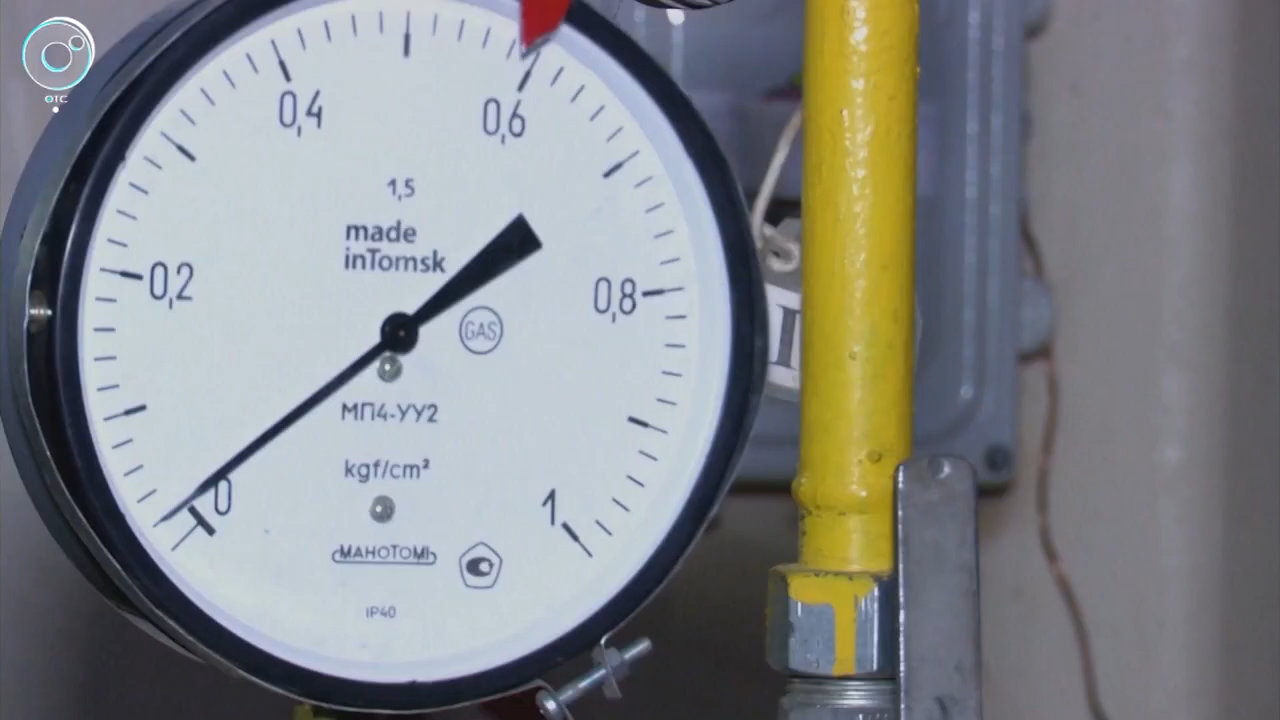 ОТС
0,4
0,6
1,5
made
inTomsk
0,2
0,8
GAS
МП4-УУ2
kgf/cm²
0
1
МАНОТОМЬ
IP40